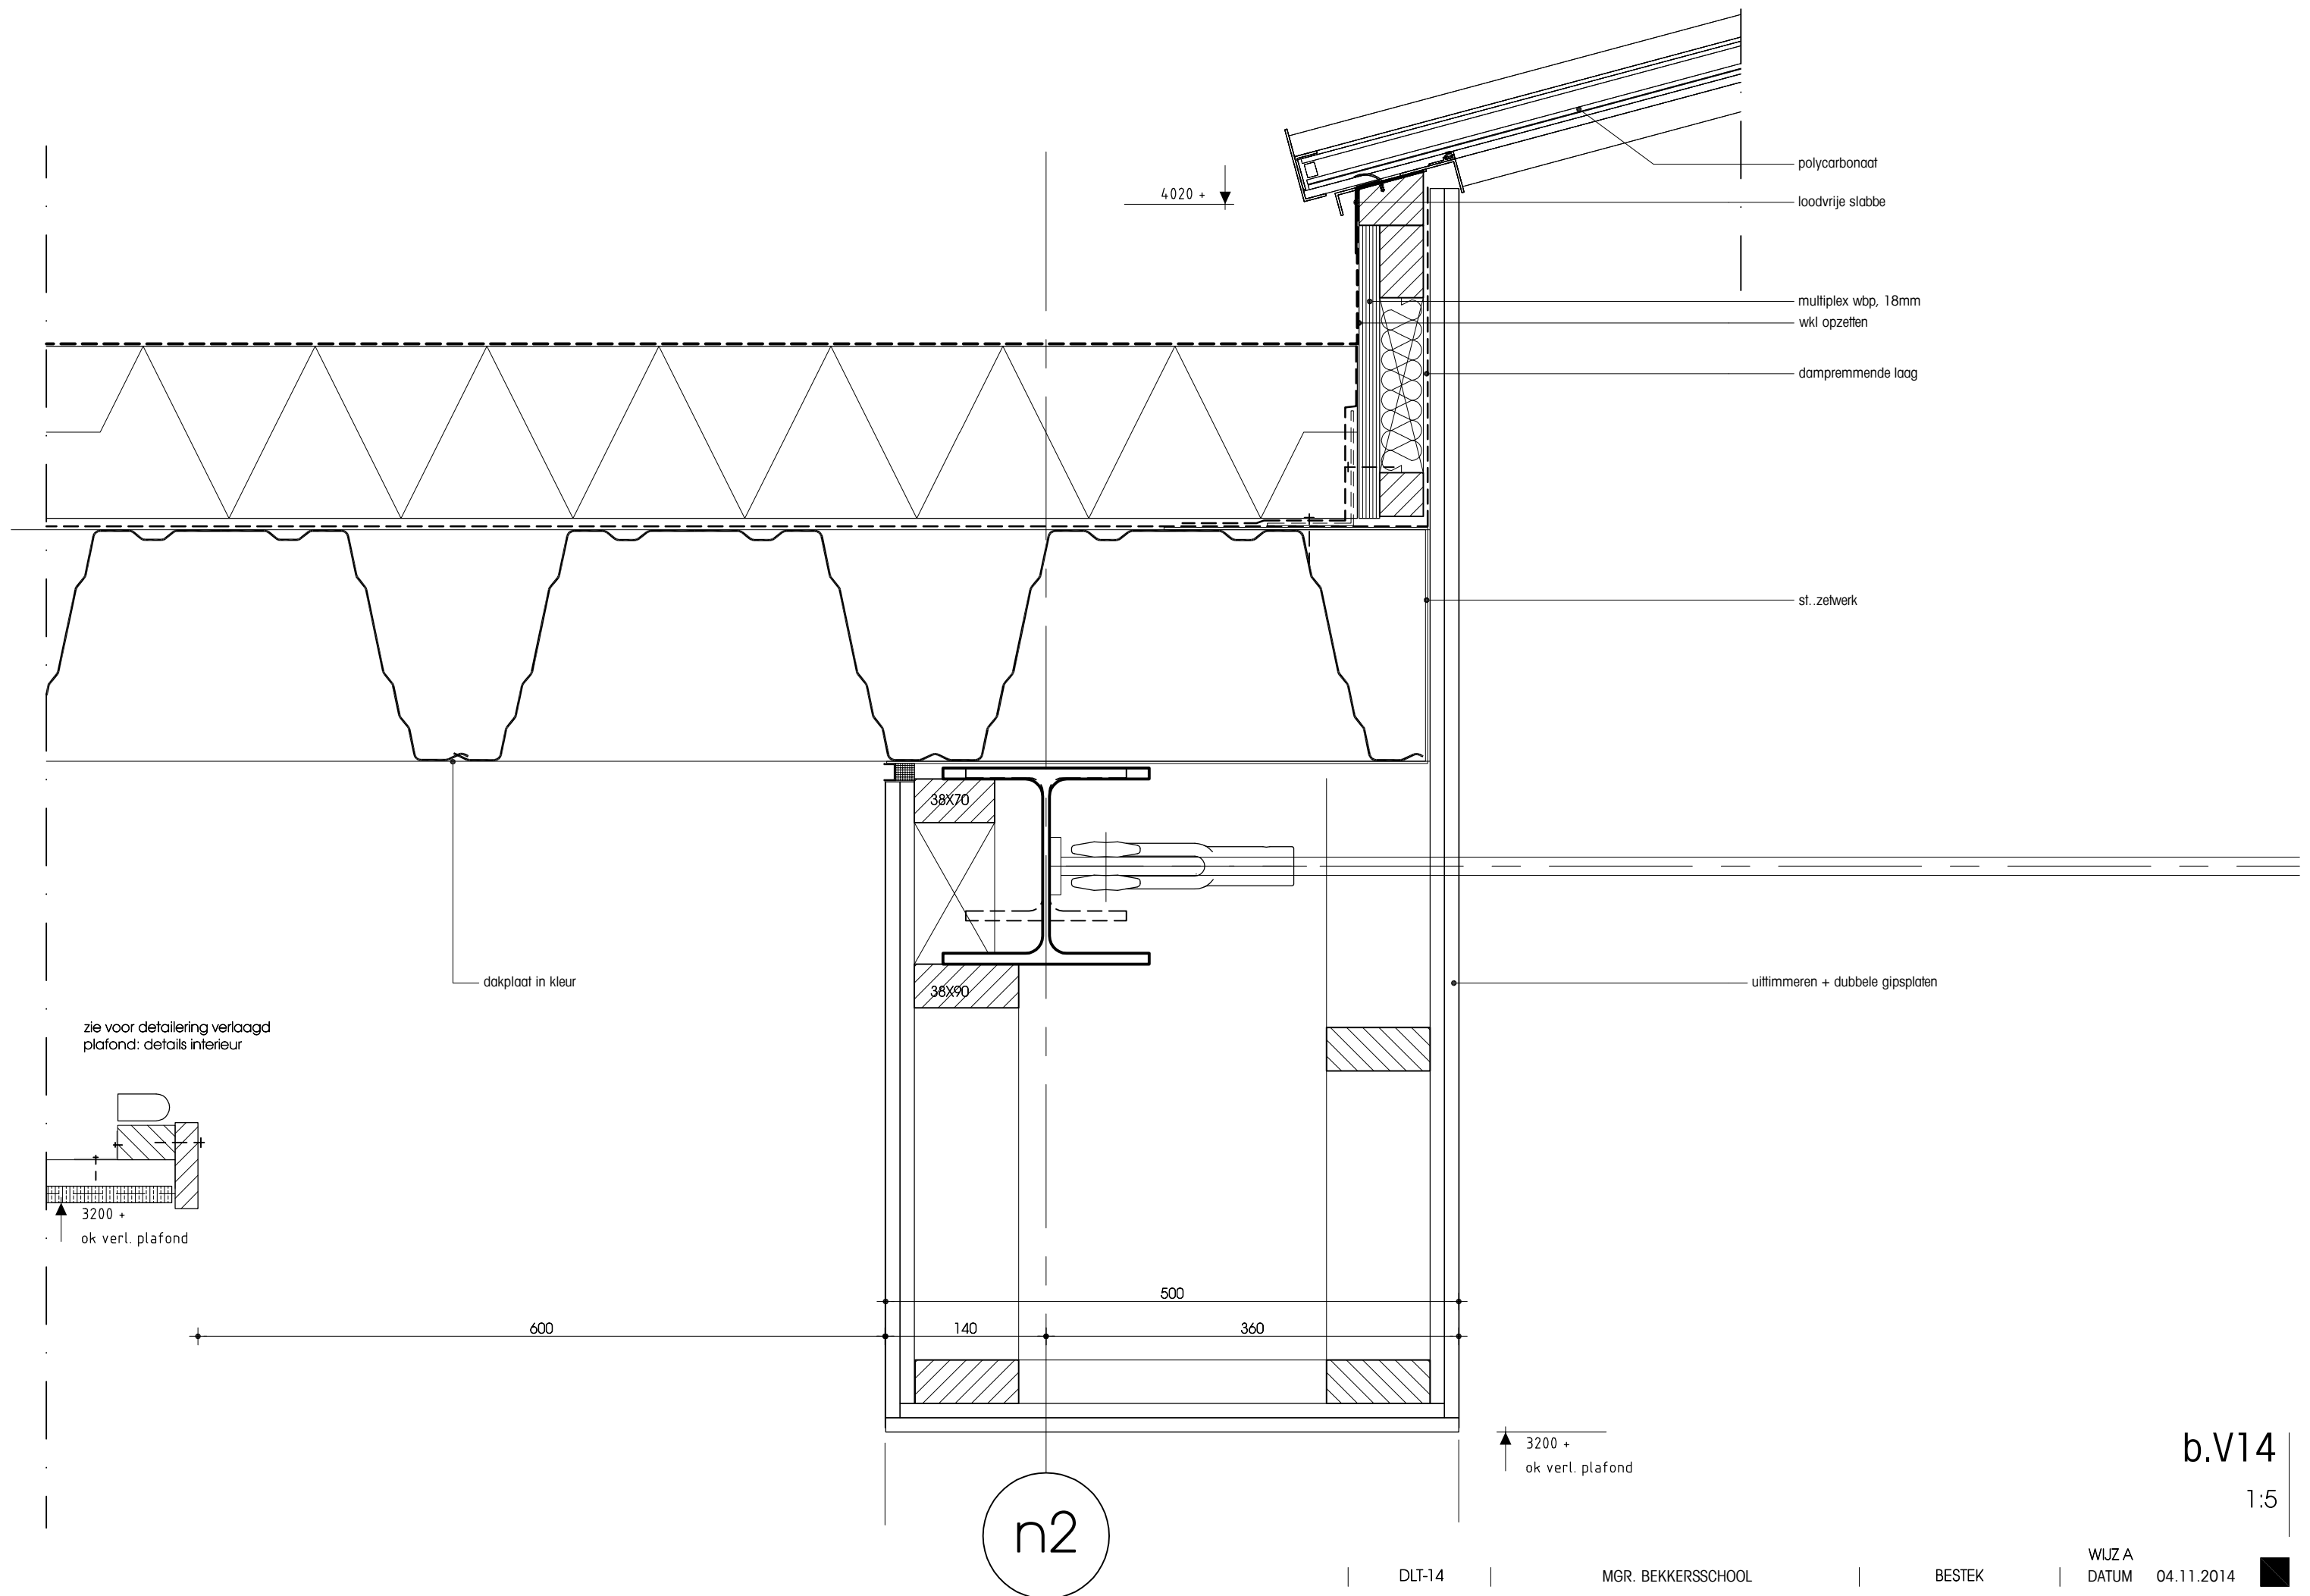 polycarbonaat
4020 +
loodvrije slabbe
multiplex wbp, 18mm
wkl opzetten
dampremmende laag
st..zetwerk
38X70
dakplaat in kleur
38X90
uittimmeren + dubbele gipsplaten
zie voor detailering verlaagd
plafond: details interieur
3200 +
ok verl. plafond
500
600
140
360
3200 +
ok verl. plafond
n2
b.V14
1:5
DLT-14
MGR. BEKKERSSCHOOL
BESTEK
WIJZ A
DATUM 04.11.2014